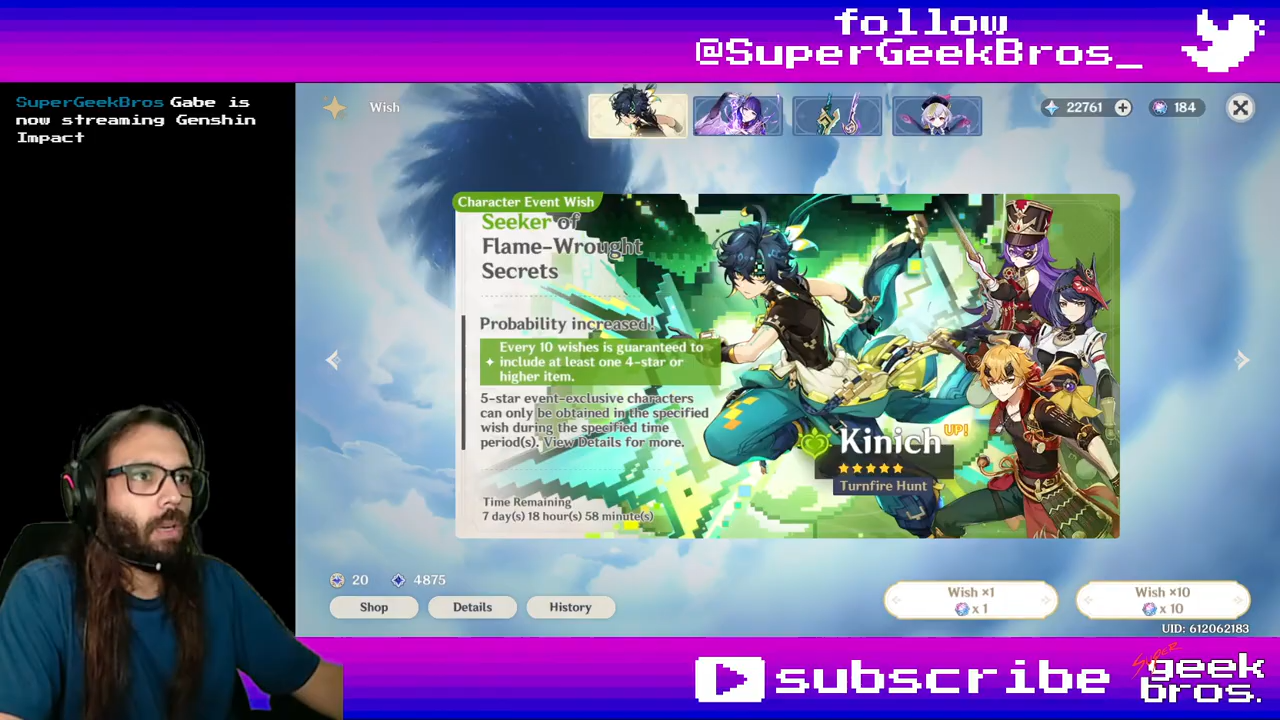 follow
@SuperGeekBros_
SuperGeekBros Gabe is
now streaming Genshin
Impact
Wish
22761
184
Character Event Wish
Seeker of
Flame-Wrought
Secrets
Probability increased!
Every 10 wishes is guaranteed to
include at least one 4-star or
higher item.
5-star event-exclusive characters
can only be obtained in the specified
wish during the specified time
period(s). View Details for more.
Time Remaining
7 day(s) 18 hour(s) 58 minute(s)
Kinich UP!
Turnfire Hunt
20 4875
Shop Details History
Wish ×1
x 1
Wish ×10
x 10
UID: 612062183
subscribe
super
geek
bros.